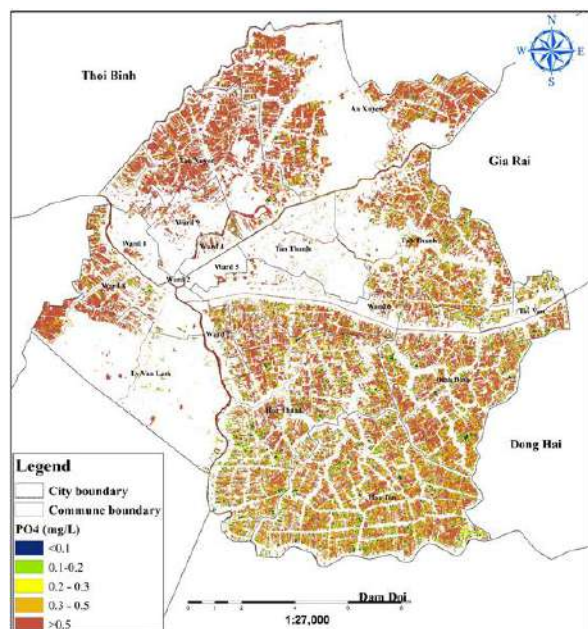 N
W E
S
Thoi Binh
An Xuyen
Gia Rai
Tan Xuyen
Ward 9
Ward 1
Ward 4
Tan Thanh
Tan Thanh
Ward 5
Ward 2
Ward 6
Ward 7
Ly Van Lam
Dinh Binh
Hoa Thanh
Dong Hai
Hoa Tan
Legend
City boundary
Commune boundary
PO4 (mg/L)
<0.1
0.1-0.2
0.2 - 0.3
0.3 - 0.5
>0.5
Dam Doi
1:27,000